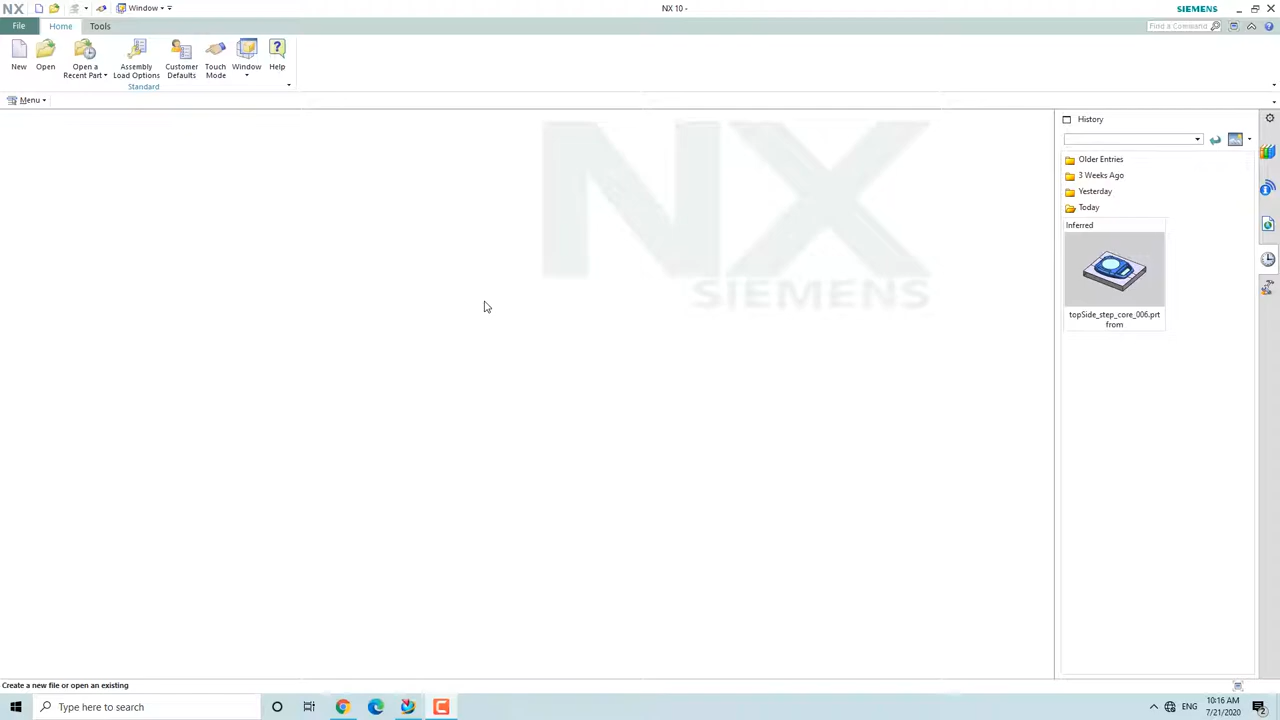 NX Window NX 10 - SIEMENS
File Home Tools Find a Command
New Open Open a Recent Part Assembly Load Options Customer Defaults Touch Mode Window Help
Standard
Menu
History
Older Entries
3 Weeks Ago
Yesterday
Today
Inferred
topSide_step_core_006.prt
from
NX
SIEMENS
Create a new file or open an existing
Type here to search
ENG
10:16 AM
7/21/2020
2